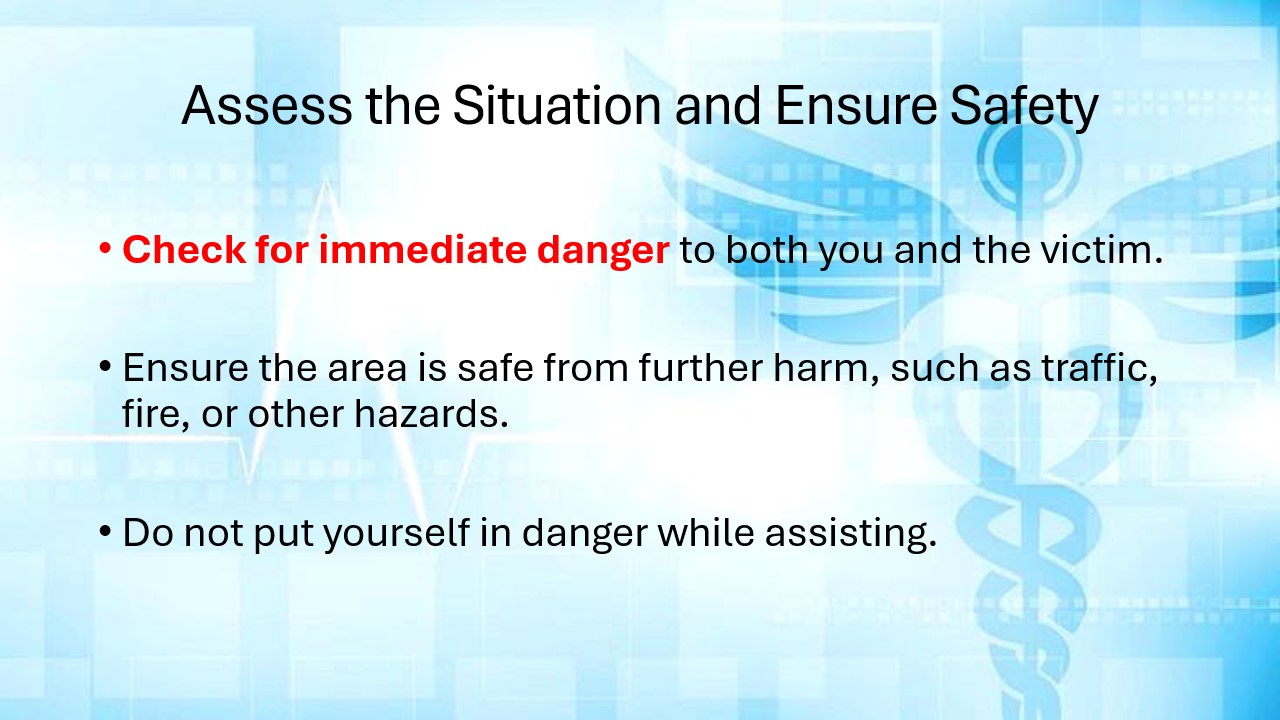 Assess the Situation and Ensure Safety
• Check for immediate danger to both you and the victim.
• Ensure the area is safe from further harm, such as traffic,
fire, or other hazards.
• Do not put yourself in danger while assisting.